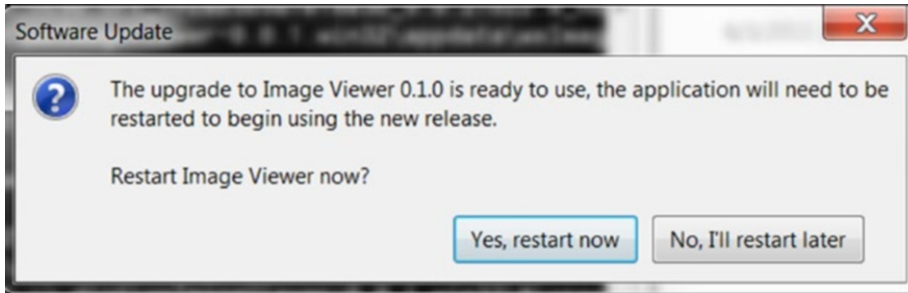 Software Update
The upgrade to Image Viewer 0.1.0 is ready to use, the application will need to be
restarted to begin using the new release.
Restart Image Viewer now?
Yes, restart now
No, I'll restart later